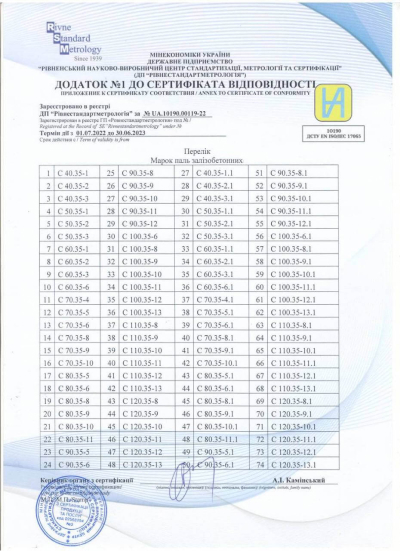 Rivne
Standard
Metrology
Since 1939
МІНЕКОНОМІКИ УКРАЇНИ
ДЕРЖАВНЕ ПІДПРИЄМСТВО
"РІВНЕНСЬКИЙ НАУКОВО-ВИРОБНИЧИЙ ЦЕНТР СТАНДАРТИЗАЦІЇ, МЕТРОЛОГІЇ ТА СЕРТИФІКАЦІЇ"
(ДП "РІВНЕСТАНДАРТМЕТРОЛОГІЯ")
ДОДАТОК №1 ДО СЕРТИФІКАТА ВІДПОВІДНОСТІ
ПРИЛОЖЕНИЕ К СЕРТИФИКАТУ СООТВЕТСТВИЯ / ANNEX TO CERTIFICATE OF CONFORMITY
Зареєстровано в реєстрі
ДП "Рівнестандартметрологія" за № UA.10190.00119-22
Зарегистрировано в реестре ГП «Ровностандартметрология» под №/
Registered at the Record of SE "Rivnestandartmetrology" under №
Термін дії з 01.07.2022 до 30.06.2023
Срок действия с / Term of validity is from
10190
ДСТУ EN ISO/IEC 17065
Перелік
Марок паль залізобетонних
1 С 40.35-1 25 С 90.35-8 27 С 40.35-1.1 51 С 90.35-8.1
2 С 40.35-2 26 С 90.35-9 28 С 40.35-2.1 52 С 90.35-9.1
3 С 40.35-3 27 С 90.35-10 29 С 40.35-3.1 53 С 90.35-10.1
4 С 50.35-1 28 С 90.35-11 30 С 50.35-1.1 54 С 90.35-11.1
5 С 50.35-2 29 С 90.35-12 31 С 50.35-2.1 55 С 90.35-12.1
6 С 50.35-3 30 С 100.35-6 32 С 50.35-3.1 56 С 100.35-6.1
7 С 60.35-1 31 С 100.35-8 33 С 60.35-1.1 57 С 100.35-8.1
8 С 60.35-2 32 С 100.35-9 34 С 60.35-2.1 58 С 100.35-9.1
9 С 60.35-3 33 С 100.35-10 35 С 60.35-3.1 59 С 100.35-10.1
10 С 60.35-6 34 С 100.35-11 36 С 60.35-6.1 60 С 100.35-11.1
11 С 70.35-4 35 С 100.35-12 37 С 70.35-4.1 61 С 100.35-12.1
12 С 70.35-5 36 С 100.35-13 38 С 70.35-5.1 62 С 100.35-13.1
13 С 70.35-6 37 С 110.35-8 39 С 70.35-6.1 63 С 110.35-8.1
14 С 70.35-8 38 С 110.35-9 40 С 70.35-8.1 64 С 110.35-9.1
15 С 70.35-9 39 С 110.35-10 41 С 70.35-9.1 65 С 110.35-10.1
16 С 70.35-10 40 С 110.35-11 42 С 70.35-10.1 66 С 110.35-11.1
17 С 80.35-5 41 С 110.35-12 43 С 80.35-5.1 67 С 110.35-12.1
18 С 80.35-6 42 С 110.35-13 44 С 80.35-6.1 68 С 110.35-13.1
19 С 80.35-8 43 С 120.35-8 45 С 80.35-8.1 69 С 120.35-8.1
20 С 80.35-9 44 С 120.35-9 46 С 80.35-9.1 70 С 120.35-9.1
21 С 80.35-10 45 С 120.35-10 47 С 80.35-10.1 71 С 120.35-10.1
22 С 80.35-11 46 С 120.35-11 48 С 80.35-11.1 72 С 120.35-11.1
23 С 90.35-5 47 С 120.35-12 49 С 90.35-5.1 73 С 120.35-12.1
24 С 90.35-6 48 С 120.35-13 50 С 90.35-6.1 74 С 120.35-13.1
Керівник органу з сертифікації
А.І. Камінський